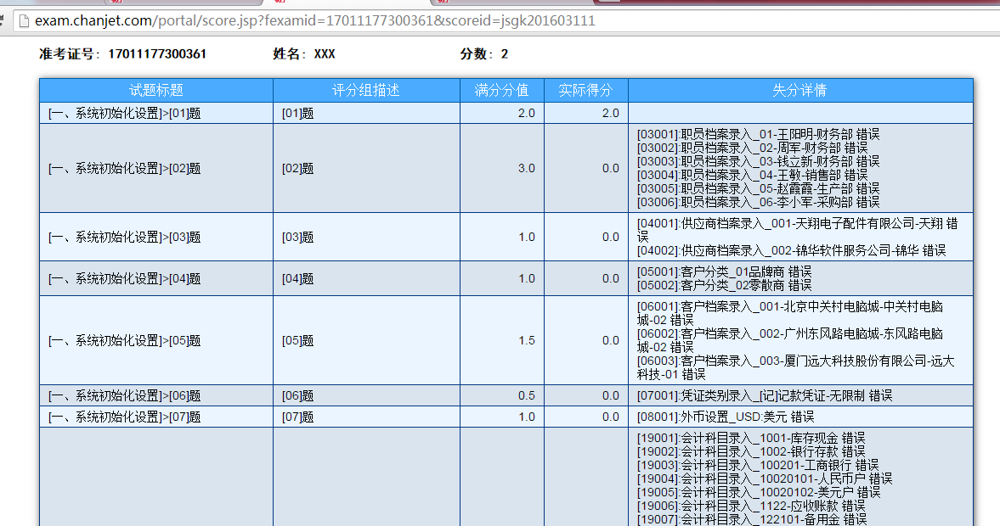 exam.chanjet.com/portal/score.jsp?fexamid=17011177300361&scoreid=jsgk201603111
准考证号: 17011177300361 姓名: XXX 分数: 2
试题标题 评分组描述 满分分值 实际得分 失分详情
[一、系统初始化设置]>[01]题 [01]题 2.0 2.0
[一、系统初始化设置]>[02]题 [02]题 3.0 0.0
[03001]:职员档案录入_01-王阳明-财务部 错误
[03002]:职员档案录入_02-周军-财务部 错误
[03003]:职员档案录入_03-钱立新-财务部 错误
[03004]:职员档案录入_04-王敏-销售部 错误
[03005]:职员档案录入_05-赵霞霞-生产部 错误
[03006]:职员档案录入_06-李小军-采购部 错误
[一、系统初始化设置]>[03]题 [03]题 1.0 0.0
[04001]:供应商档案录入_001-天翔电子配件有限公司-天翔 错
误
[04002]:供应商档案录入_002-锦华软件服务公司-锦华 错误
[一、系统初始化设置]>[04]题 [04]题 1.0 0.0
[05001]:客户分类_01品牌商 错误
[05002]:客户分类_02零散商 错误
[一、系统初始化设置]>[05]题 [05]题 1.5 0.0
[06001]:客户档案录入_001-北京中关村电脑城-中关村电脑
城-02 错误
[06002]:客户档案录入_002-广州东风路电脑城-东风路电脑
城-02 错误
[06003]:客户档案录入_003-厦门远大科技股份有限公司-远大
科技-01 错误
[一、系统初始化设置]>[06]题 [06]题 0.5 0.0 [07001]:凭证类别录入_[记]记款凭证-无限制 错误
[一、系统初始化设置]>[07]题 [07]题 1.0 0.0 [08001]:外币设置_USD:美元 错误
[19001]:会计科目录入_1001-库存现金 错误
[19002]:会计科目录入_1002-银行存款 错误
[19003]:会计科目录入_100201-工商银行 错误
[19004]:会计科目录入_10020101-人民币户 错误
[19005]:会计科目录入_10020102-美元户 错误
[19006]:会计科目录入_1122-应收账款 错误
[19007]:会计科目录入_122101-备用金 错误